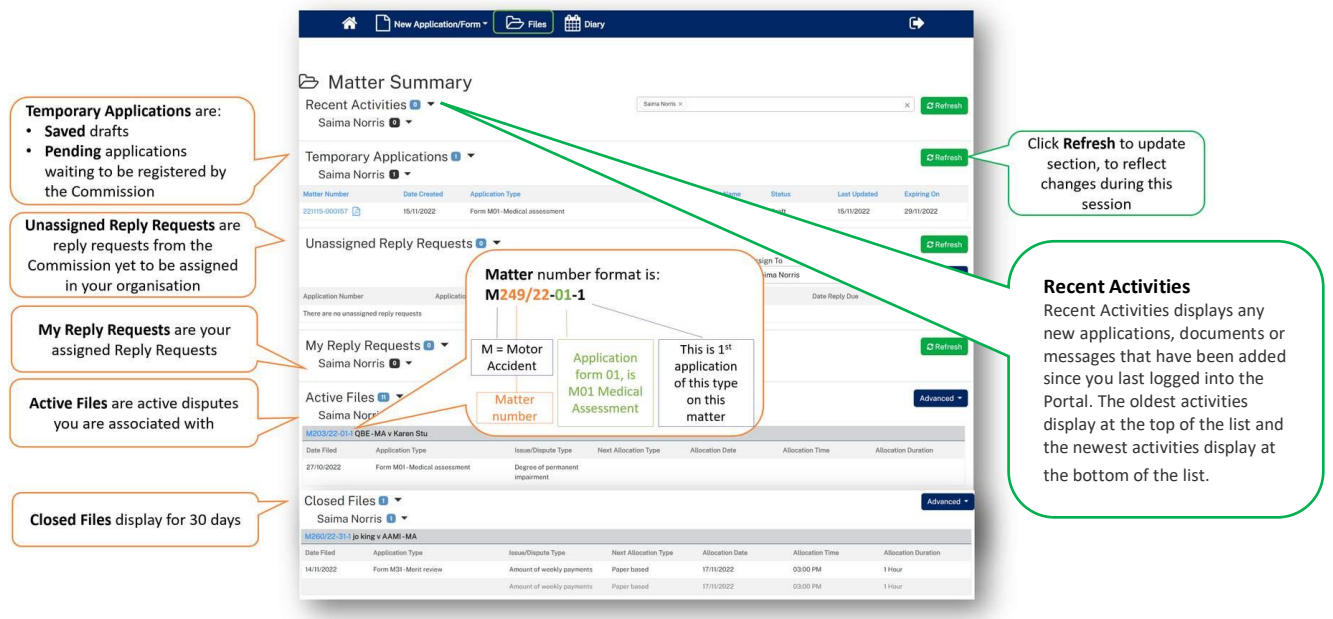 New Application/Form
Files
Diary
Matter Summary
Recent Activities 0
Saima Norris 0
Saima Norris ×
×
Refresh
Temporary Applications 1
Saima Norris 1
Refresh
Matter Number Date Created Application Type Name Status Last Updated Expiring On
221115-000157 15/11/2022 Form M01-Medical assessment 15/11/2022 29/11/2022
Unassigned Reply Requests 0
Refresh
Application Number
Date Reply Due
There are no unassigned reply requests
My Reply Requests 0
Saima Norris 0
Refresh
Active Files 11
Advanced
M203/22-01-1 QBE-MA v Karen Stu
Date Filed Application Type Issue/Dispute Type Next Allocation Type Allocation Date Allocation Time Allocation Duration
27/10/2022 Form M01-Medical assessment Degree of permanent
impairment
Closed Files 1
Saima Norris 1
Advanced
M260/22-31-1 jo king v AAMI-MA
Date Filed Application Type Issue/Dispute Type Next Allocation Type Allocation Date Allocation Time Allocation Duration
14/11/2022 Form M31-Merit review Amount of weekly payments Paper based 17/11/2022 03:00 PM 1 Hour
Amount of weekly payments Paper based 17/11/2022 03:00 PM 1 Hour
Temporary Applications are:
• Saved drafts
• Pending applications
waiting to be registered by
the Commission
Unassigned Reply Requests are
reply requests from the
Commission yet to be assigned
in your organisation
My Reply Requests are your
assigned Reply Requests
Active Files are active disputes
you are associated with
Closed Files display for 30 days
Matter number format is:
M249/22-01-1
M = Motor
Accident
Matter
number
Application
form 01, is
M01 Medical
Assessment
This is 1st
application
of this type
on this
matter
Click Refresh to update
section, to reflect
changes during this
session
Recent Activities
Recent Activities displays any
new applications, documents or
messages that have been added
since you last logged into the
Portal. The oldest activities
display at the top of the list and
the newest activities display at
the bottom of the list.